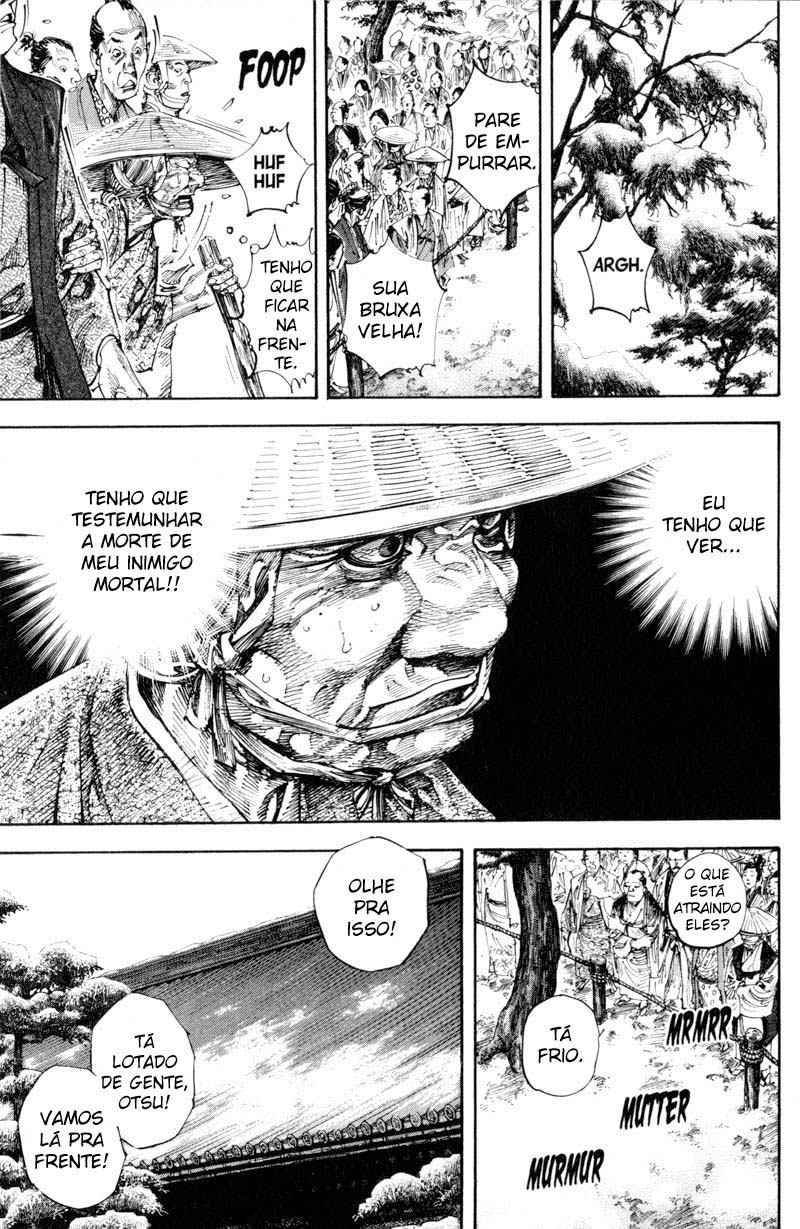 ARGH.
PARE
DE EM-
PURRAR.
SUA
BRUXA
VELHA!
FOOP
HUF
HUF
TENHO
QUE
FICAR
NA
FREN-
TE.
EU
TENHO QUE
VER...
TENHO QUE
TESTEMUNHAR
A MORTE DE
MEU INIMIGO
MORTAL!!
O QUE
ESTÁ
ATRAINDO
ELES?
TÁ
FRIO.
MRMRR.
MUTTER
MURMUR
OLHE
PRA
ISSO!
TÁ
LOTADO
DE GENTE,
OTSU!
VAMOS
LÁ PRA
FRENTE!